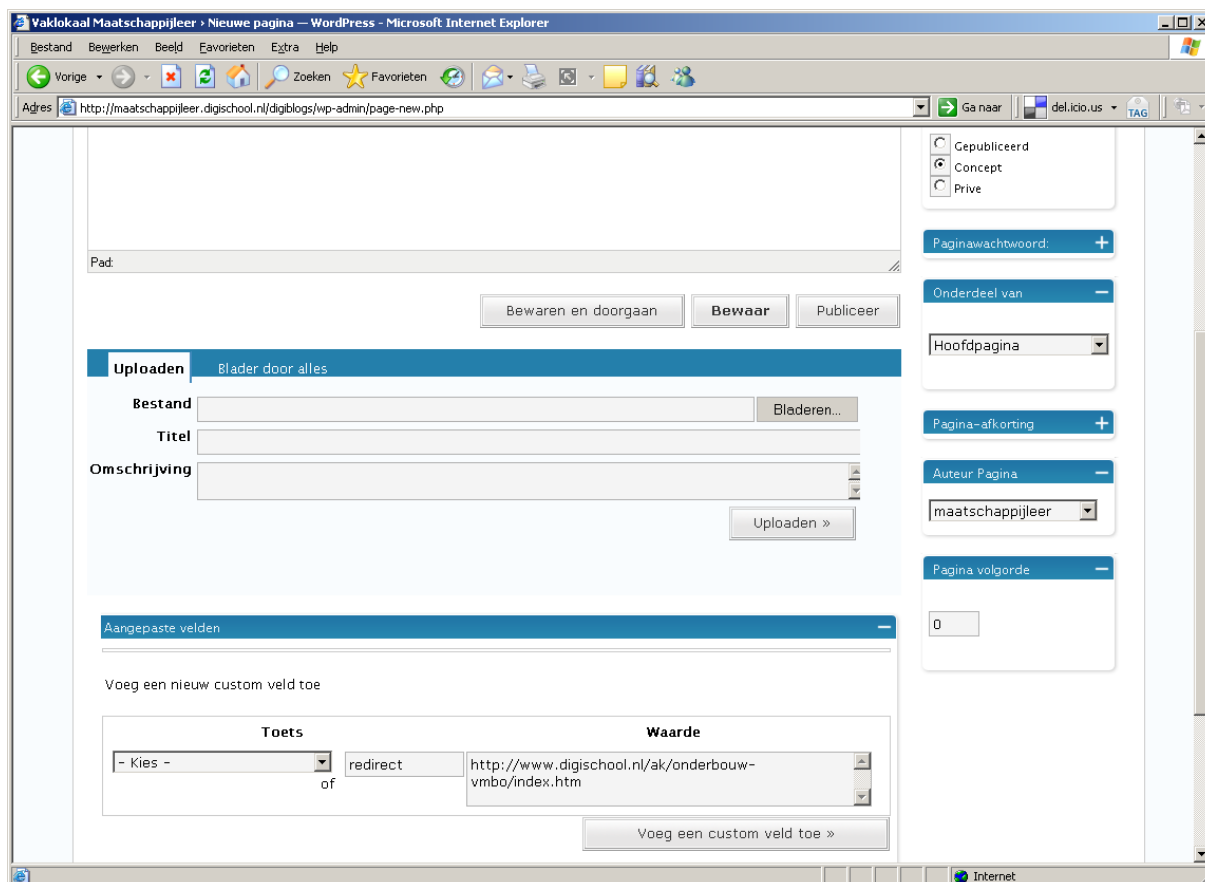 Vaklokaal Maatschappijleer › Nieuwe pagina — WordPress - Microsoft Internet Explorer
Bestand Bewerken Beeld Favorieten Extra Help
Vorige Zoeken Favorieten
Adres http://maatschappijleer.digischool.nl/digiblogs/wp-admin/page-new.php Ga naar del.icio.us TAG
Gepubliceerd
Concept
Prive
Pad:
Paginawachtwoord:
Onderdeel van
Bewaren en doorgaan Bewaar Publiceer
Hoofdpagina
Uploaden Blader door alles
Bestand Bladeren...
Titel
Pagina-afkorting
Omschrijving
Auteur Pagina
maatschappijleer
Uploaden »
Pagina volgorde
0
Aangepaste velden
Voeg een nieuw custom veld toe
Toets Waarde
- Kies - of redirect http://www.digischool.nl/ak/onderbouw-
vmbo/index.htm
Voeg een custom veld toe »
Internet